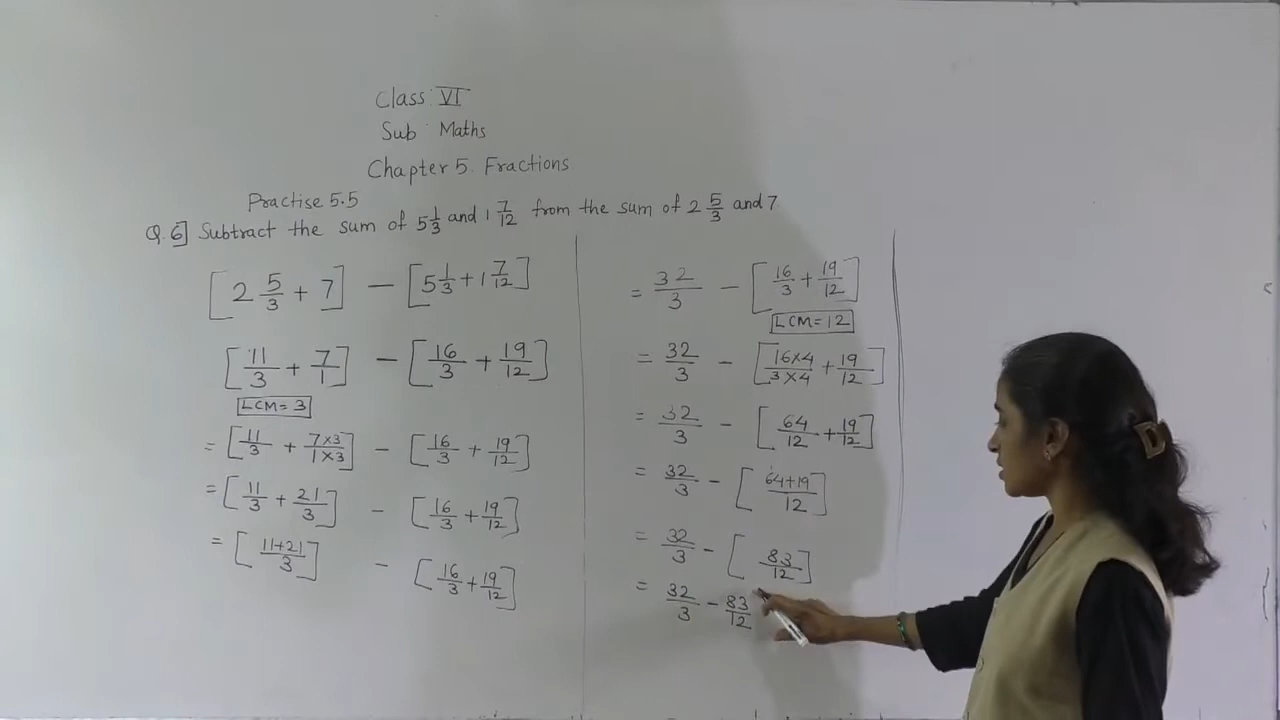 Class VI
Sub Maths
Chapter 5. Fractions
Practise 5.5
Q.6] Subtract the sum of 5 1/3 and 1 7/12 from the sum of 2 5/3 and 7
[2 5/3 + 7] − [5 1/3 + 1 7/12]
[11/3 + 7/1] − [16/3 + 19/12]
LCM = 3
= [11/3 + 7×3/1×3] − [16/3 + 19/12]
= [11/3 + 21/3] − [16/3 + 19/12]
= [11+21/3] − [16/3 + 19/12]
= 32/3 − [16/3 + 19/12]
LCM = 12
= 32/3 − [16×4/3×4 + 19/12]
= 32/3 − [64/12 + 19/12]
= 32/3 − [64+19/12]
= 32/3 − [83/12]
= 32/3 − 83/12